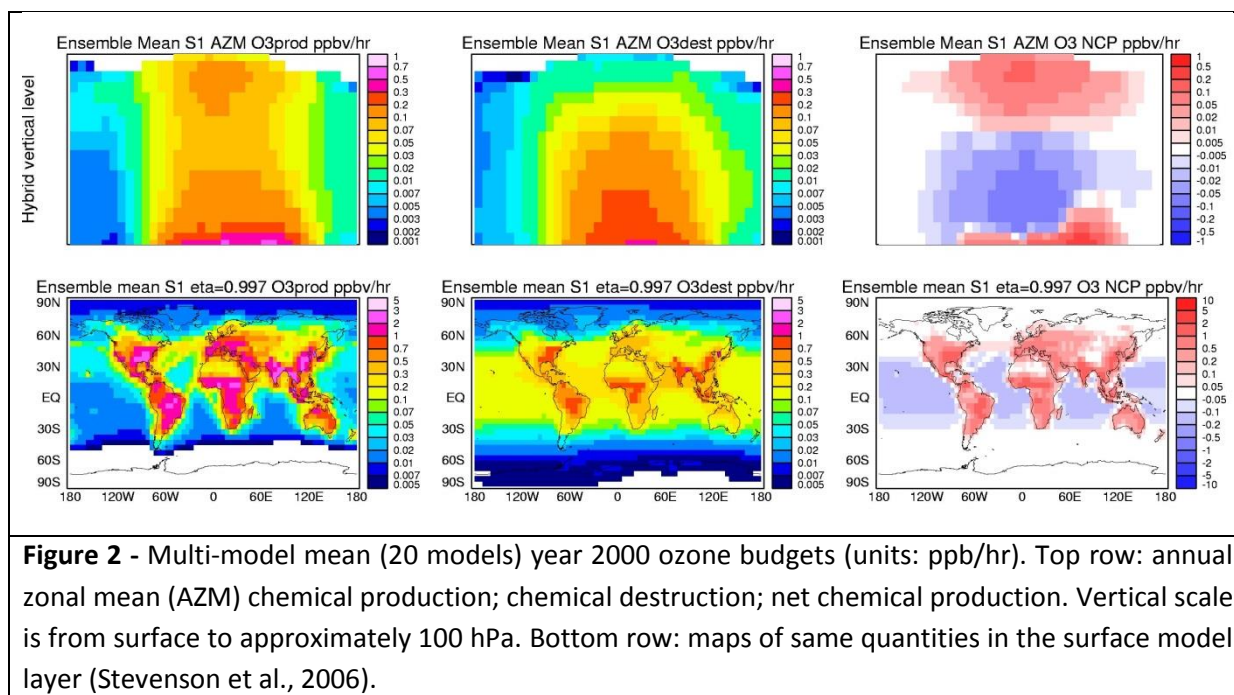 Ensemble Mean S1 AZM O3prod ppbv/hr
Hybrid vertical level
1
0.7
0.5
0.3
0.2
0.1
0.07
0.05
0.03
0.02
0.01
0.007
0.005
0.003
0.002
0.001
Ensemble Mean S1 AZM O3dest ppbv/hr
1
0.7
0.5
0.3
0.2
0.1
0.07
0.05
0.03
0.02
0.01
0.007
0.005
0.003
0.002
0.001
Ensemble Mean S1 AZM O3 NCP ppbv/hr
1
0.5
0.2
0.1
0.05
0.02
0.01
0.005
-0.005
-0.01
-0.02
-0.05
-0.1
-0.2
-0.5
-1
Ensemble mean S1 eta=0.997 O3prod ppbv/hr
90N
60N
30N
EQ
30S
60S
90S
180 120W 60W 0 60E 120E 180
5
3
2
1
0.7
0.5
0.3
0.2
0.1
0.07
0.05
0.03
0.02
0.01
0.007
0.005
Ensemble mean S1 eta=0.997 O3dest ppbv/hr
90N
60N
30N
EQ
30S
60S
90S
180 120W 60W 0 60E 120E 180
5
3
2
1
0.7
0.5
0.3
0.2
0.1
0.07
0.05
0.03
0.02
0.01
0.007
0.005
Ensemble mean S1 eta=0.997 O3 NCP ppbv/hr
90N
60N
30N
EQ
30S
60S
90S
180 120W 60W 0 60E 120E 180
10
5
2
1
0.5
0.2
0.1
0.05
-0.05
-0.1
-0.2
-0.5
-1
-2
-5
-10
Figure 2 - Multi-model mean (20 models) year 2000 ozone budgets (units: ppb/hr). Top row: annual
zonal mean (AZM) chemical production; chemical destruction; net chemical production. Vertical scale
is from surface to approximately 100 hPa. Bottom row: maps of same quantities in the surface model
layer (Stevenson et al., 2006).